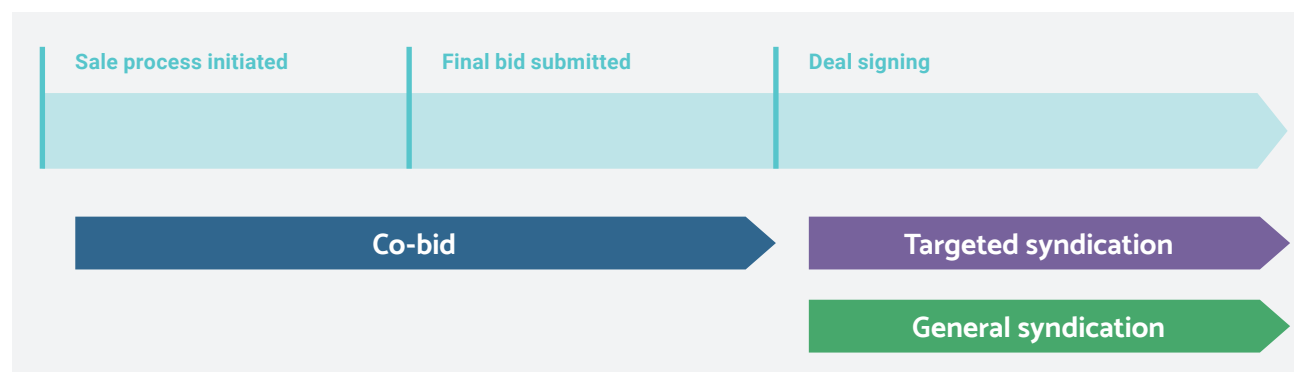 Sale process initiated
Final bid submitted
Deal signing
Co-bid
Targeted syndication
General syndication